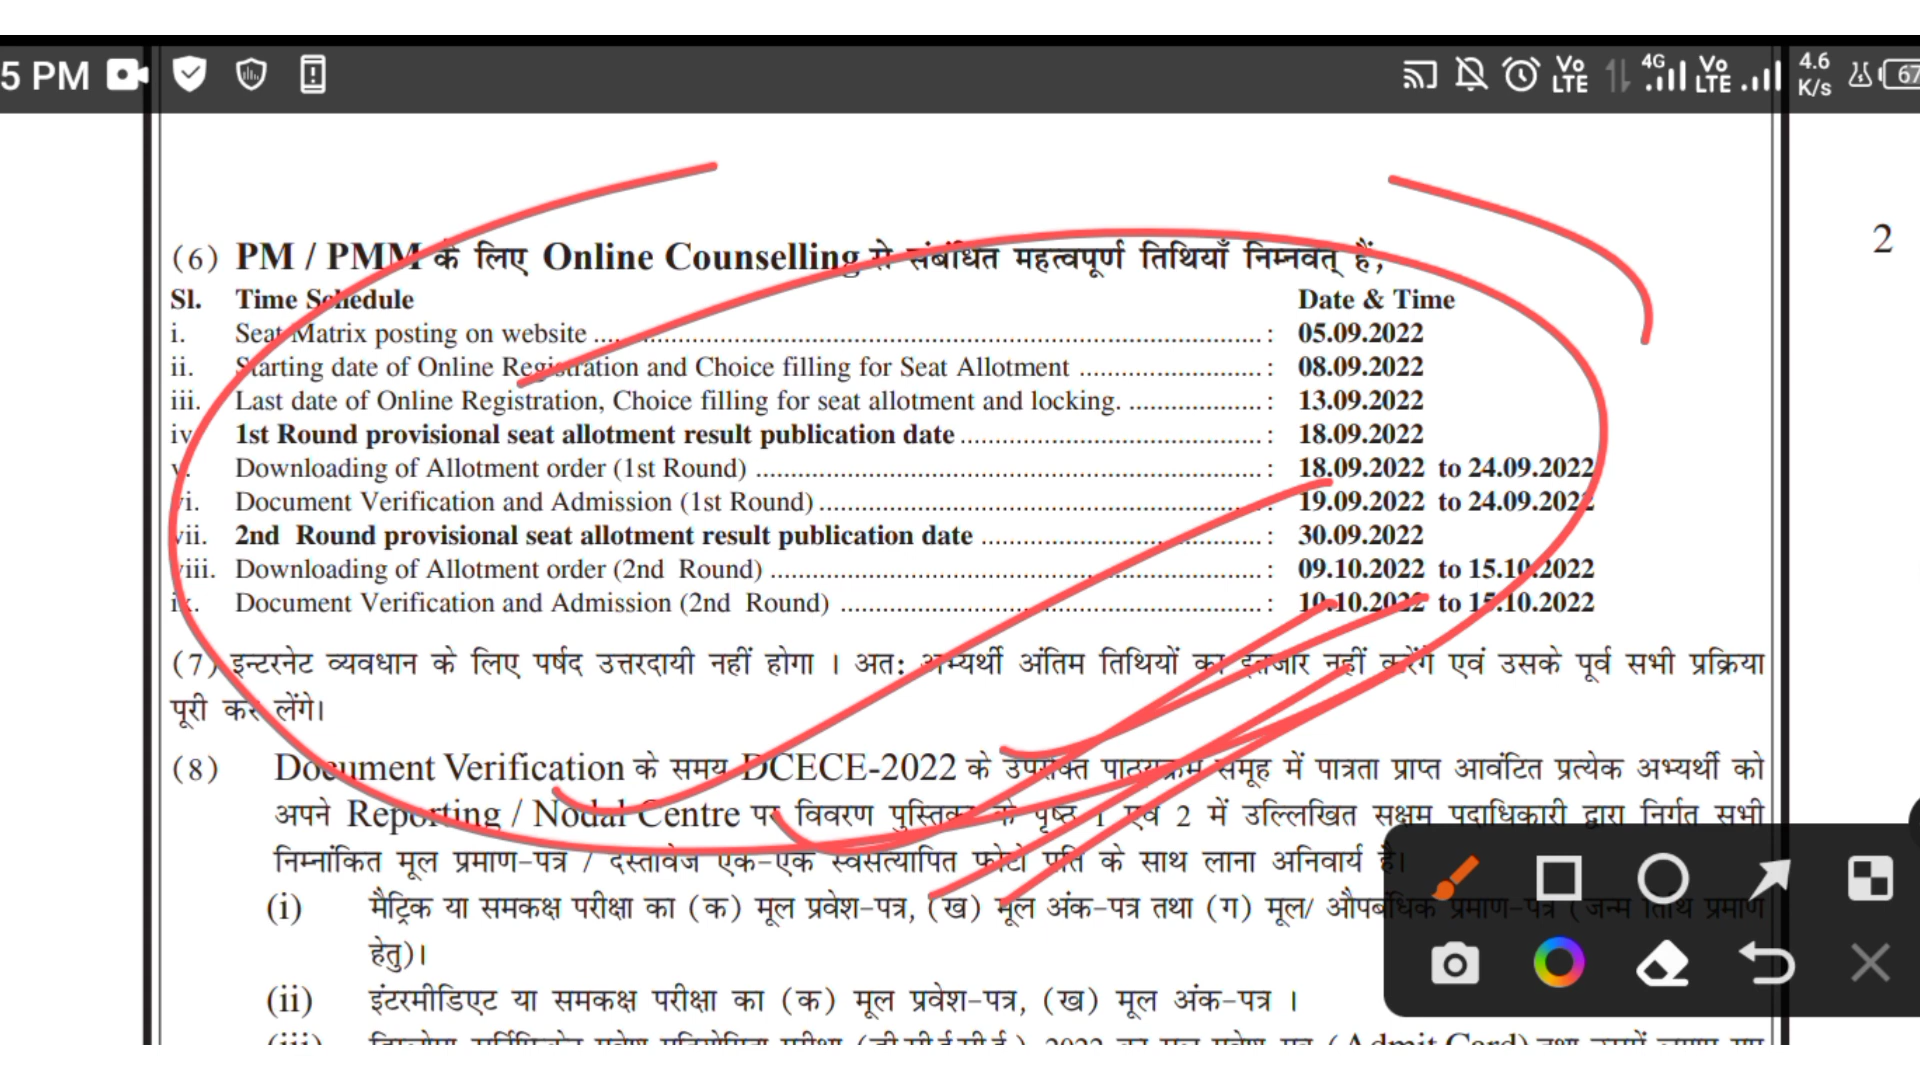 5 PM
Vo LTE 4G Vo LTE 4.6 K/s 67
2
(6) PM / PMM के लिए Online Counselling से संबंधित महत्वपूर्ण तिथियाँ निम्नवत् हैं,
Sl. Time Schedule Date & Time
i. Seat Matrix posting on website : 05.09.2022
ii. Starting date of Online Registration and Choice filling for Seat Allotment : 08.09.2022
iii. Last date of Online Registration, Choice filling for seat allotment and locking. : 13.09.2022
iv. 1st Round provisional seat allotment result publication date : 18.09.2022
v. Downloading of Allotment order (1st Round) : 18.09.2022 to 24.09.2022
vi. Document Verification and Admission (1st Round) : 19.09.2022 to 24.09.2022
vii. 2nd Round provisional seat allotment result publication date : 30.09.2022
viii. Downloading of Allotment order (2nd Round) : 09.10.2022 to 15.10.2022
ix. Document Verification and Admission (2nd Round) : 10.10.2022 to 15.10.2022
(7) इन्टरनेट व्यवधान के लिए पर्षद उत्तरदायी नहीं होगा । अत: अभ्यर्थी अंतिम तिथियों का इंतजार नहीं करेंगे एवं उसके पूर्व सभी प्रक्रिया
पूरी कर लेंगे।
(8) Document Verification के समय DCECE-2022 के उपरोक्त पाठ्यक्रम समूह में पात्रता प्राप्त आवंटित प्रत्येक अभ्यर्थी को
अपने Reporting / Nodal Centre पर विवरण पुस्तिका के पृष्ठ 1 एवं 2 में उल्लिखित सक्षम पदाधिकारी द्वारा निर्गत सभी
निम्नांकित मूल प्रमाण-पत्र / दस्तावेज एक-एक स्वसत्यापित फोटो प्रति के साथ लाना अनिवार्य है।
(i) मैट्रिक या समकक्ष परीक्षा का (क) मूल प्रवेश-पत्र, (ख) मूल अंक-पत्र तथा (ग) मूल/ औपबंधिक प्रमाण-पत्र (जन्म तिथि प्रमाण
हेतु)।
(ii) इंटरमीडिएट या समकक्ष परीक्षा का (क) मूल प्रवेश-पत्र, (ख) मूल अंक-पत्र ।